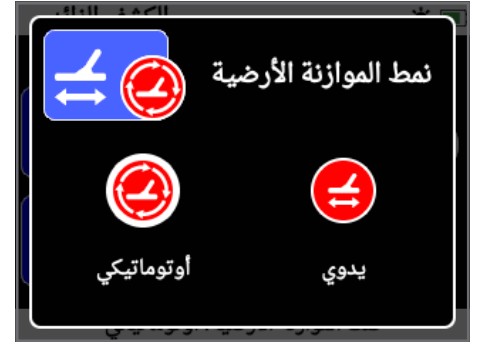 نمط الموازنة الأرضية
يدوي
أوتوماتيكي